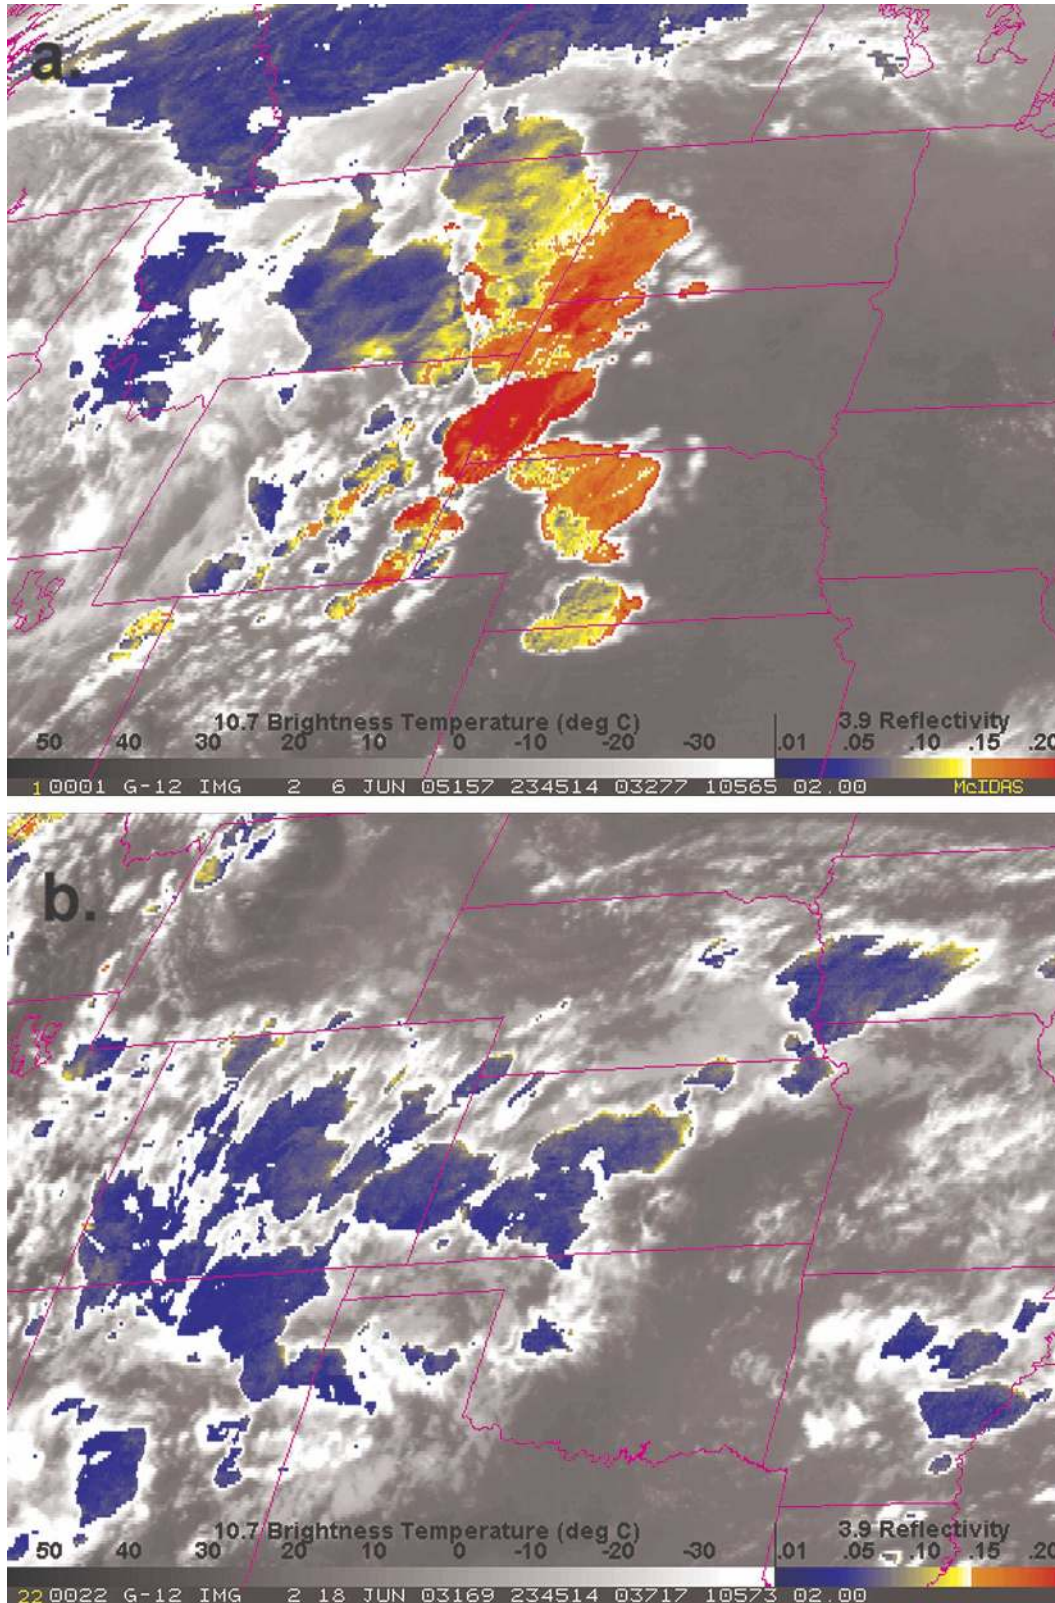 a.
10.7 Brightness Temperature (deg C) 3.9 Reflectivity
50 40 30 20 10 0 -10 -20 -30 .01 .05 .10 .15 .20
1 0001 G-12 IMG 2 6 JUN 05157 234514 03277 10565 02.00 McIDAS
b.
10.7 Brightness Temperature (deg C) 3.9 Reflectivity
50 40 30 20 10 0 -10 -20 -30 .01 .05 .10 .15 .20
22 0022 G-12 IMG 2 18 JUN 03169 234514 03717 10573 02.00